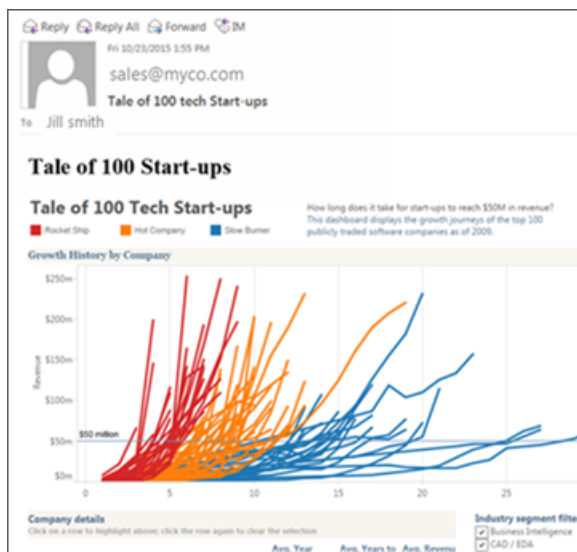 Reply Reply All Forward IM
Fri 10/23/2015 1:55 PM
sales@myco.com
Tale of 100 tech Start-ups
To Jill smith
Tale of 100 Start-ups
Tale of 100 Tech Start-ups
Rocket Ship Hot Company Slow Burner
How long does it take for start-ups to reach $50M in revenue?
This dashboard displays the growth journeys of the top 100
publicly traded software companies as of 2009.
Growth History by Company
$250m
$200m
$150m
$100m
$50m
$0m
Revenue
$50 million
0 5 10 15 20 25
Company details
Click on a row to highlight above; click the row again to clear the selection
Avg. Year Avg. Years to Avg. Revenu
Industry segment filte
Business Intelligence
CAD / EDA